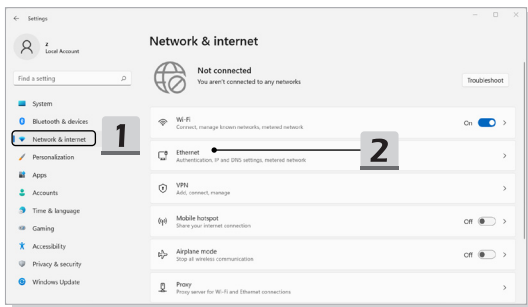 Settings
z
Local Account
Find a setting
System
Bluetooth & devices
Network & internet
Personalization
Apps
Accounts
Time & language
Gaming
Accessibility
Privacy & security
Windows Update
1
Network & internet
Not connected
You aren't connected to any networks
Troubleshoot
Wi-Fi
Connect, manage known networks, metered network
On
Ethernet
Authentication, IP and DNS settings, metered network
2
VPN
Add, connect, manage
Mobile hotspot
Share your internet connection
Off
Airplane mode
Stop all wireless communication
Off
Proxy
Proxy server for Wi-Fi and Ethernet connections